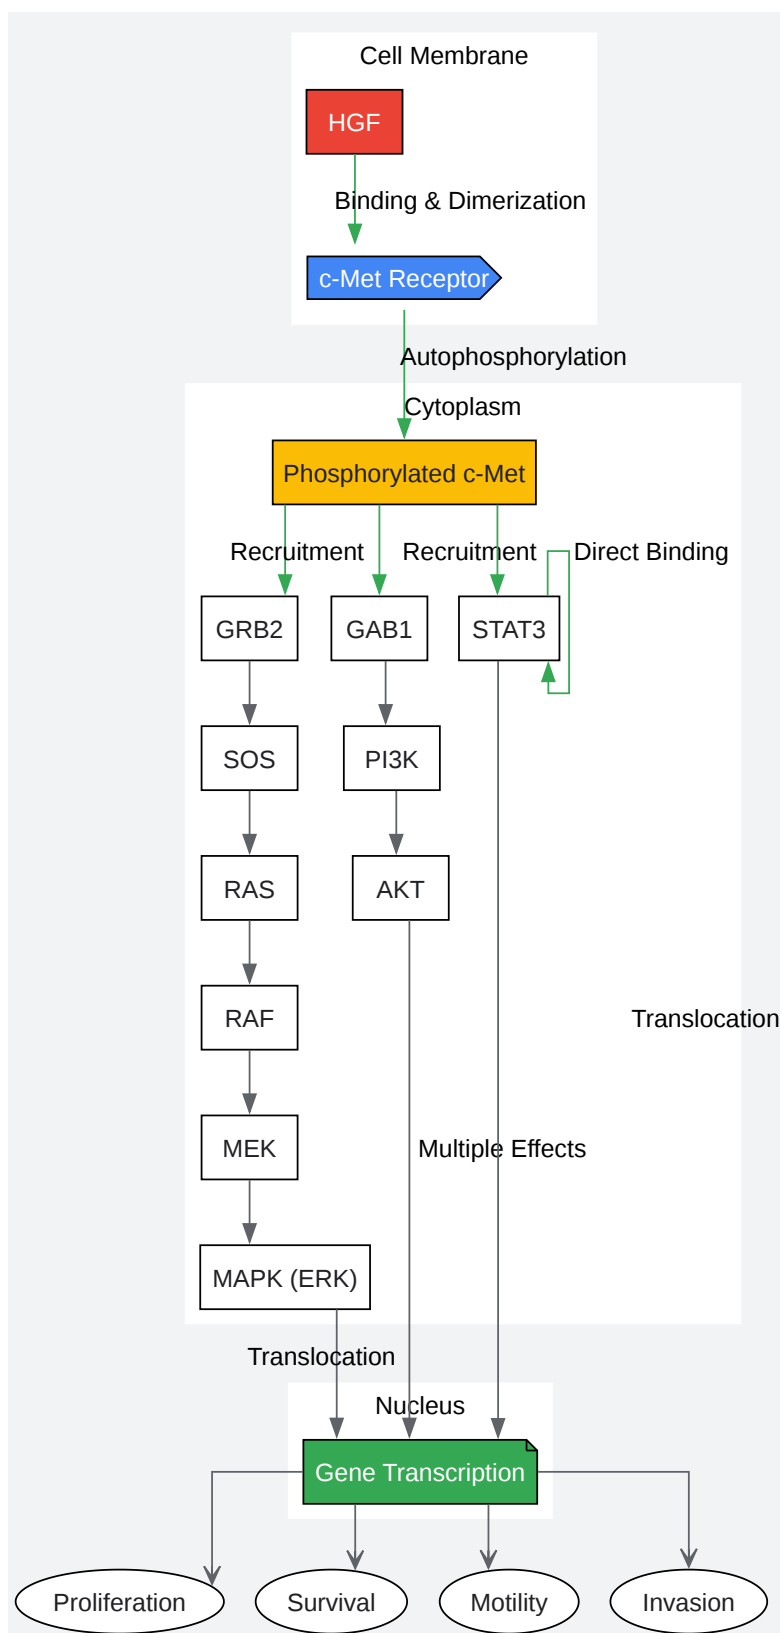 Cell Membrane
HGF
Binding & Dimerization
c-Met Receptor
Autophosphorylation
Cytoplasm
Phosphorylated c-Met
Recruitment
Recruitment
Direct Binding
GRB2
GAB1
STAT3
SOS
PI3K
RAS
AKT
RAF
Translocation
MEK
Multiple Effects
MAPK (ERK)
Translocation
Nucleus
Gene Transcription
Proliferation
Survival
Motility
Invasion